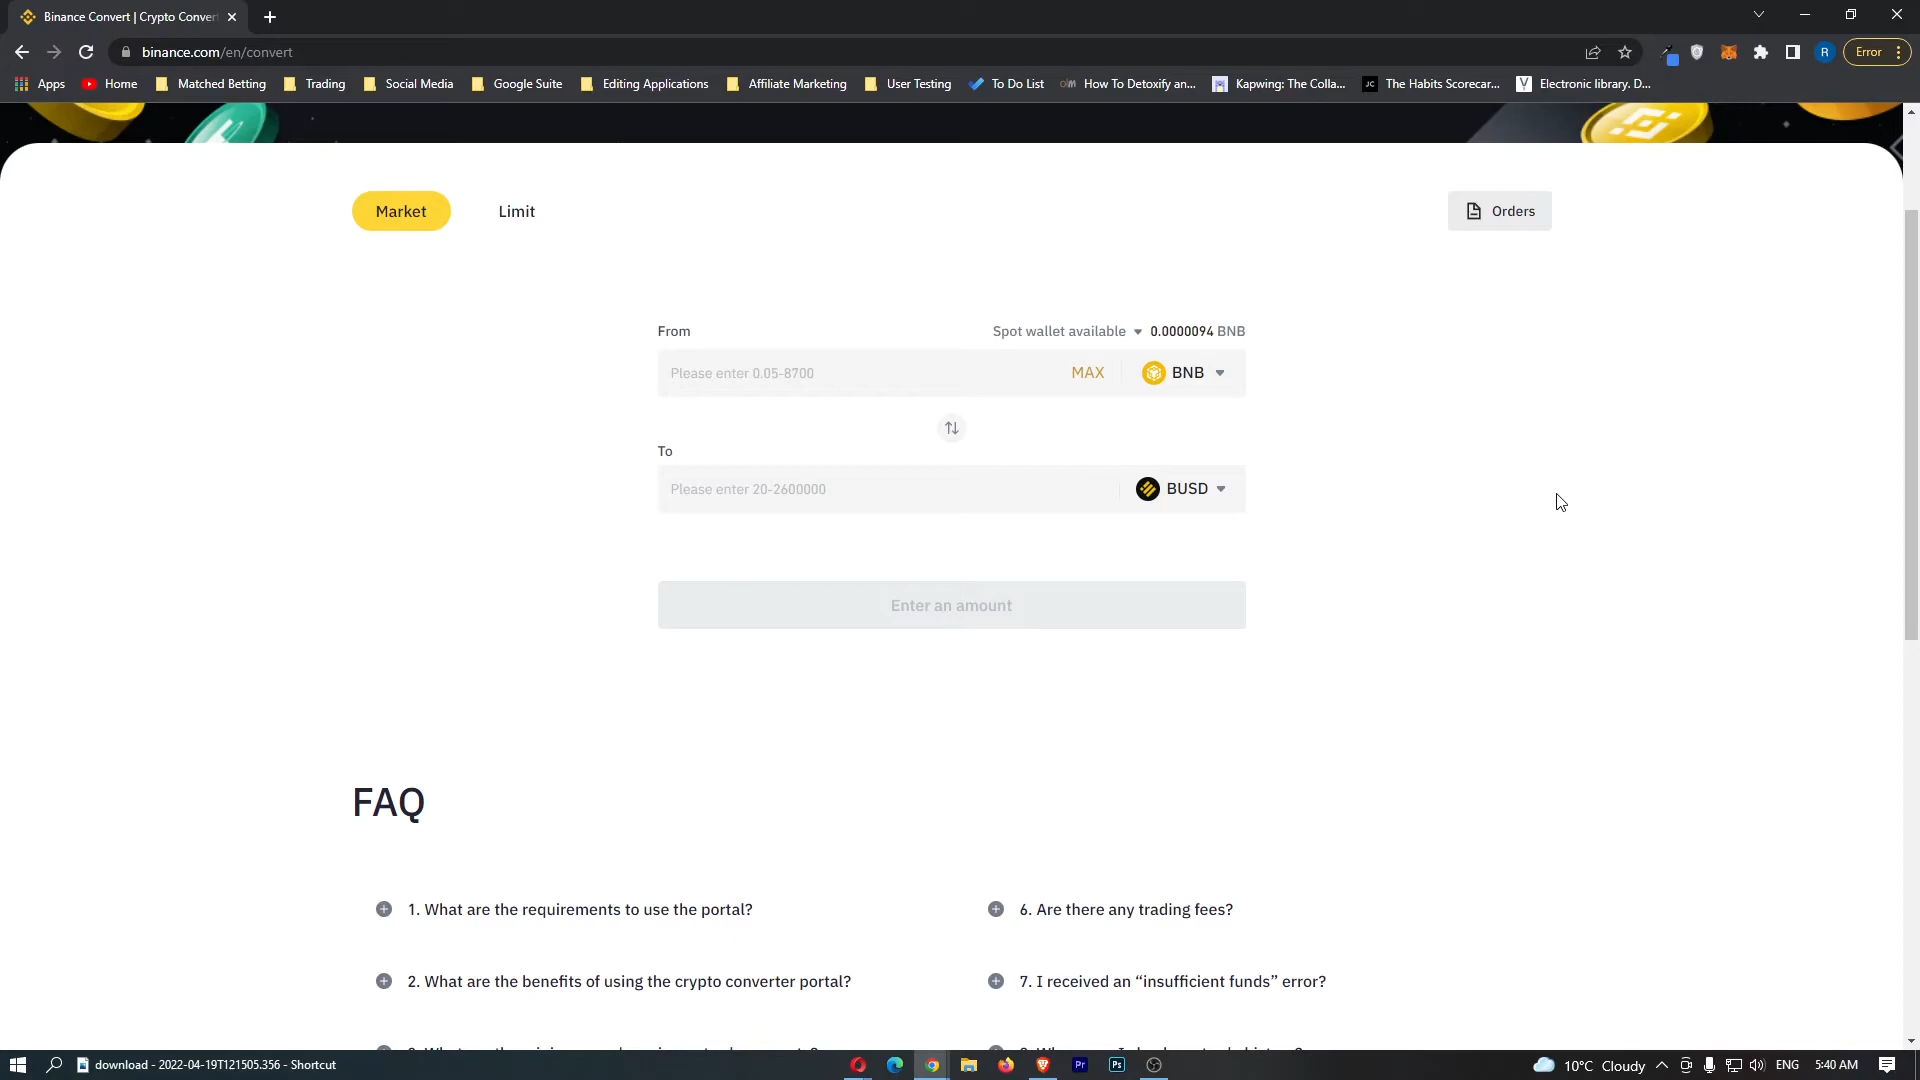 Binance Convert | Crypto Conver
binance.com/en/convert
Error
Apps Home Matched Betting Trading Social Media Google Suite Editing Applications Affiliate Marketing User Testing To Do List How To Detoxify an... Kapwing: The Colla... JC The Habits Scorecar... Electronic library. D...
Market Limit Orders
From Spot wallet available 0.0000094 BNB
Please enter 0.05-8700 MAX BNB
To
Please enter 20-2600000 BUSD
Enter an amount
FAQ
1. What are the requirements to use the portal? 6. Are there any trading fees?
2. What are the benefits of using the crypto converter portal? 7. I received an “insufficient funds” error?
download - 2022-04-19T121505.356 - Shortcut Pr Ps 10°C Cloudy ENG 5:40 AM